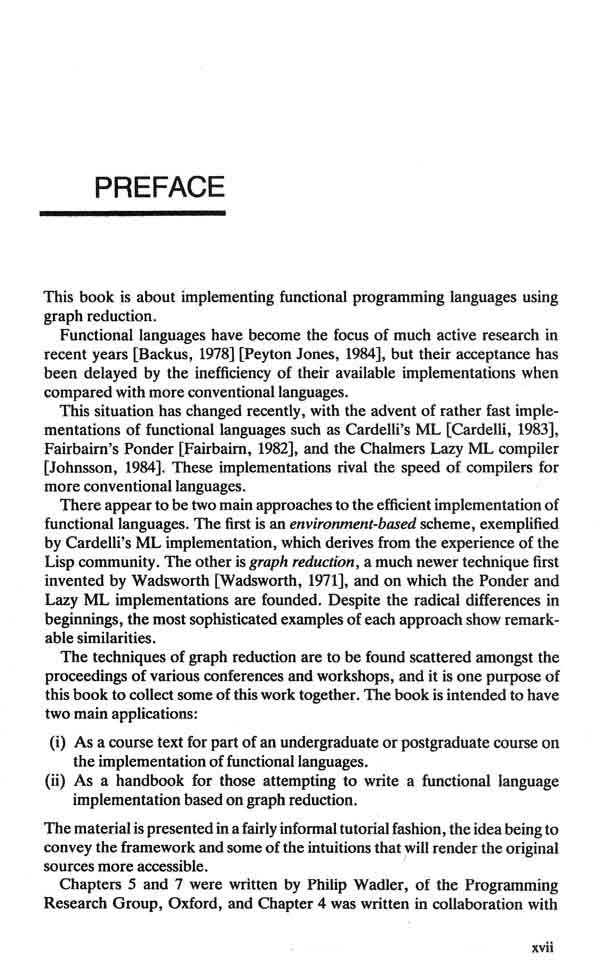 PREFACE
This book is about implementing functional programming languages using
graph reduction.
Functional languages have become the focus of much active research in
recent years [Backus, 1978] [Peyton Jones, 1984], but their acceptance has
been delayed by the inefficiency of their available implementations when
compared with more conventional languages.
This situation has changed recently, with the advent of rather fast imple-
mentations of functional languages such as Cardelli's ML [Cardelli, 1983],
Fairbairn's Ponder [Fairbairn, 1982], and the Chalmers Lazy ML compiler
[Johnsson, 1984]. These implementations rival the speed of compilers for
more conventional languages.
There appear to be two main approaches to the efficient implementation of
functional languages. The first is an environment-based scheme, exemplified
by Cardelli's ML implementation, which derives from the experience of the
Lisp community. The other is graph reduction, a much newer technique first
invented by Wadsworth [Wadsworth, 1971], and on which the Ponder and
Lazy ML implementations are founded. Despite the radical differences in
beginnings, the most sophisticated examples of each approach show remark-
able similarities.
The techniques of graph reduction are to be found scattered amongst the
proceedings of various conferences and workshops, and it is one purpose of
this book to collect some of this work together. The book is intended to have
two main applications:
(i) As a course text for part of an undergraduate or postgraduate course on
the implementation of functional languages.
(ii) As a handbook for those attempting to write a functional language
implementation based on graph reduction.
The material is presented in a fairly informal tutorial fashion, the idea being to
convey the framework and some of the intuitions that will render the original
sources more accessible.
Chapters 5 and 7 were written by Philip Wadler, of the Programming
Research Group, Oxford, and Chapter 4 was written in collaboration with
xvii